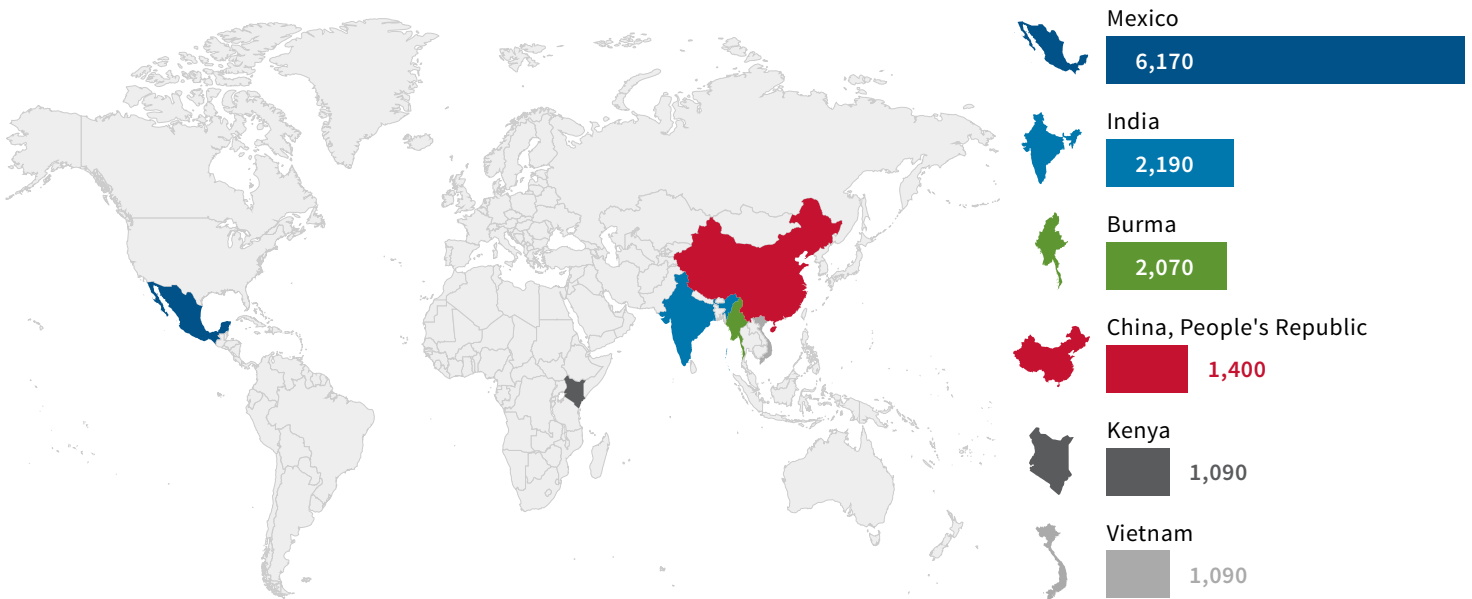 Mexico
6,170
India
2,190
Burma
2,070
China, People's Republic
1,400
Kenya
1,090
Vietnam
1,090